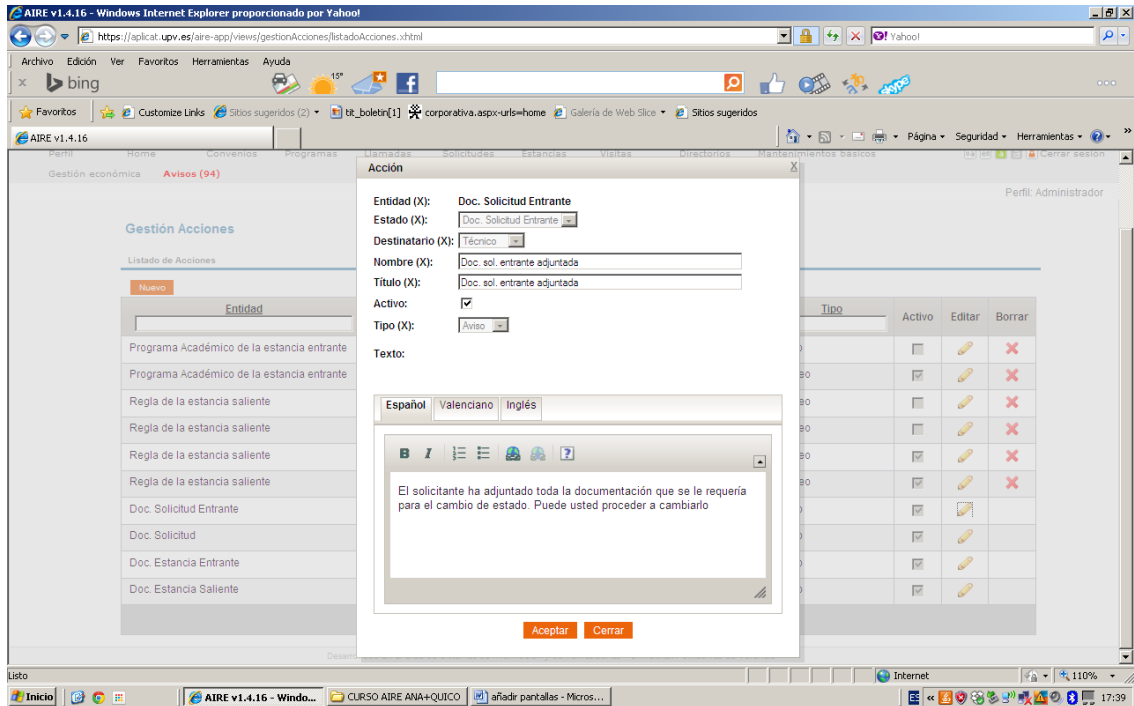 AIRE v1.4.16 - Windows Internet Explorer proporcionado por Yahoo!
https://aplicat.upv.es/aire-app/views/gestionAcciones/listadoAcciones.xhtml
Yahoo!
Archivo Edición Ver Favoritos Herramientas Ayuda
x bing 15°
Favoritos Customize Links Sitios sugeridos (2) tit_boletin[1] corporativa.aspx-urls=home Galería de Web Slice Sitios sugeridos
AIRE v1.4.16 Página Seguridad Herramientas
Perfil Home Convenios Programas Llamadas Solicitudes Estancias Visitas Directorios Mantenimientos básicos Cerrar sesión
Gestión económica Avisos (94)
Perfil: Administrador
Gestión Acciones
Listado de Acciones
Nuevo
Entidad Tipo Activo Editar Borrar
Programa Académico de la estancia entrante
Programa Académico de la estancia entrante
Regla de la estancia saliente
Regla de la estancia saliente
Regla de la estancia saliente
Regla de la estancia saliente
Doc. Solicitud Entrante
Doc. Solicitud
Doc. Estancia Entrante
Doc. Estancia Saliente
Acción X
Entidad (X): Doc. Solicitud Entrante
Estado (X): Doc. Solicitud Entrante
Destinatario (X): Técnico
Nombre (X): Doc. sol. entrante adjuntada
Título (X): Doc. sol. entrante adjuntada
Activo:
Tipo (X): Aviso
Texto:
Español Valenciano Inglés
B I ?
El solicitante ha adjuntado toda la documentación que se le requería
para el cambio de estado. Puede usted proceder a cambiarlo
Aceptar Cerrar
Listo Internet 110%
Inicio AIRE v1.4.16 - Windo... CURSO AIRE ANA+QUICO añadir pantallas - Micros... ES 17:39